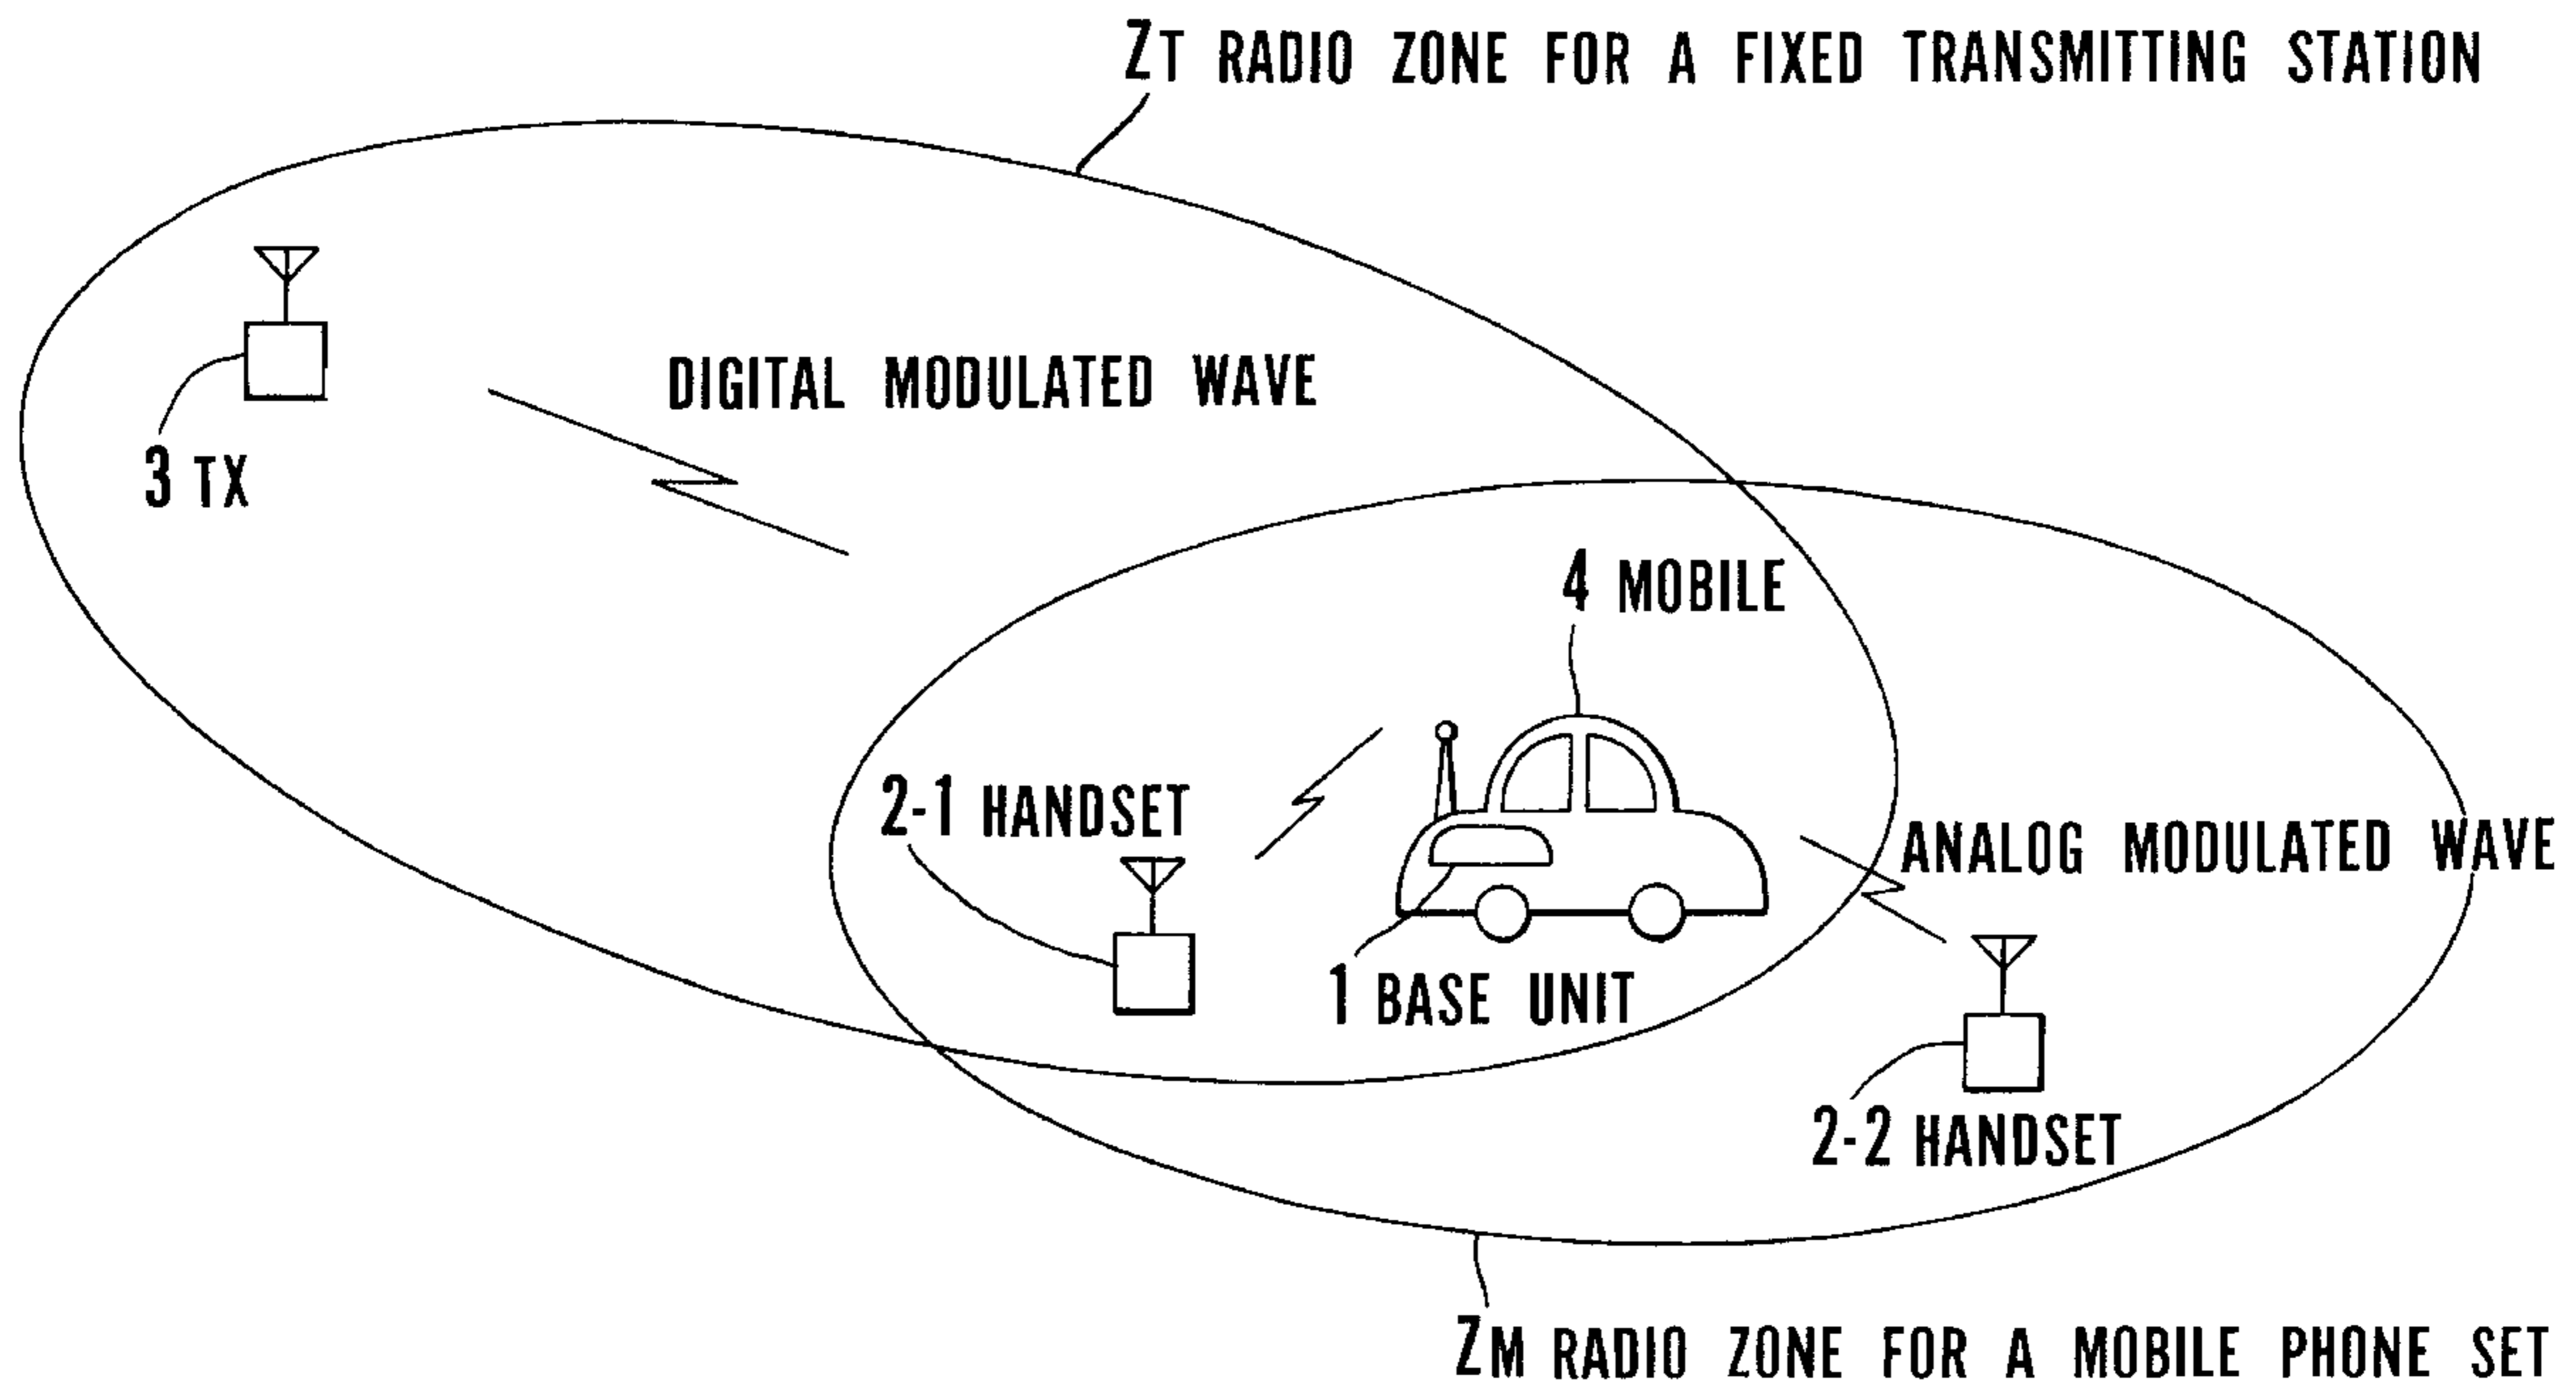 ZT RADIO ZONE FOR A FIXED TRANSMITTING STATION
DIGITAL MODULATED WAVE
3 TX
4 MOBILE
2-1 HANDSET
ANALOG MODULATED WAVE
1 BASE UNIT
2-2 HANDSET
ZM RADIO ZONE FOR A MOBILE PHONE SET